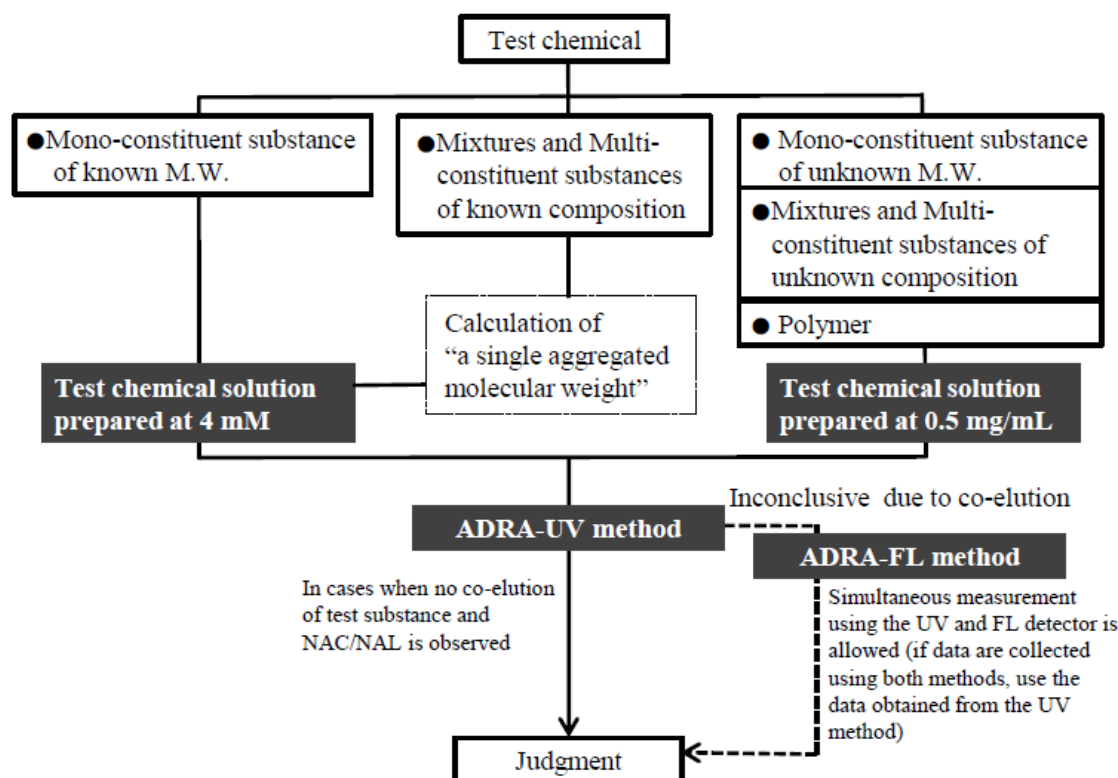 Test chemical
●Mono-constituent substance
of known M.W.
●Mixtures and Multi-
constituent substances
of known composition
● Mono-constituent substance
of unknown M.W.
●Mixtures and Multi-
constituent substances of
unknown composition
● Polymer
Calculation of
“a single aggregated
molecular weight”
Test chemical solution
prepared at 4 mM
Test chemical solution
prepared at 0.5 mg/mL
Inconclusive due to co-elution
ADRA-UV method
ADRA-FL method
In cases when no co-elution
of test substance and
NAC/NAL is observed
Simultaneous measurement
using the UV and FL detector is
allowed (if data are collected
using both methods, use the
data obtained from the UV
method)
Judgment